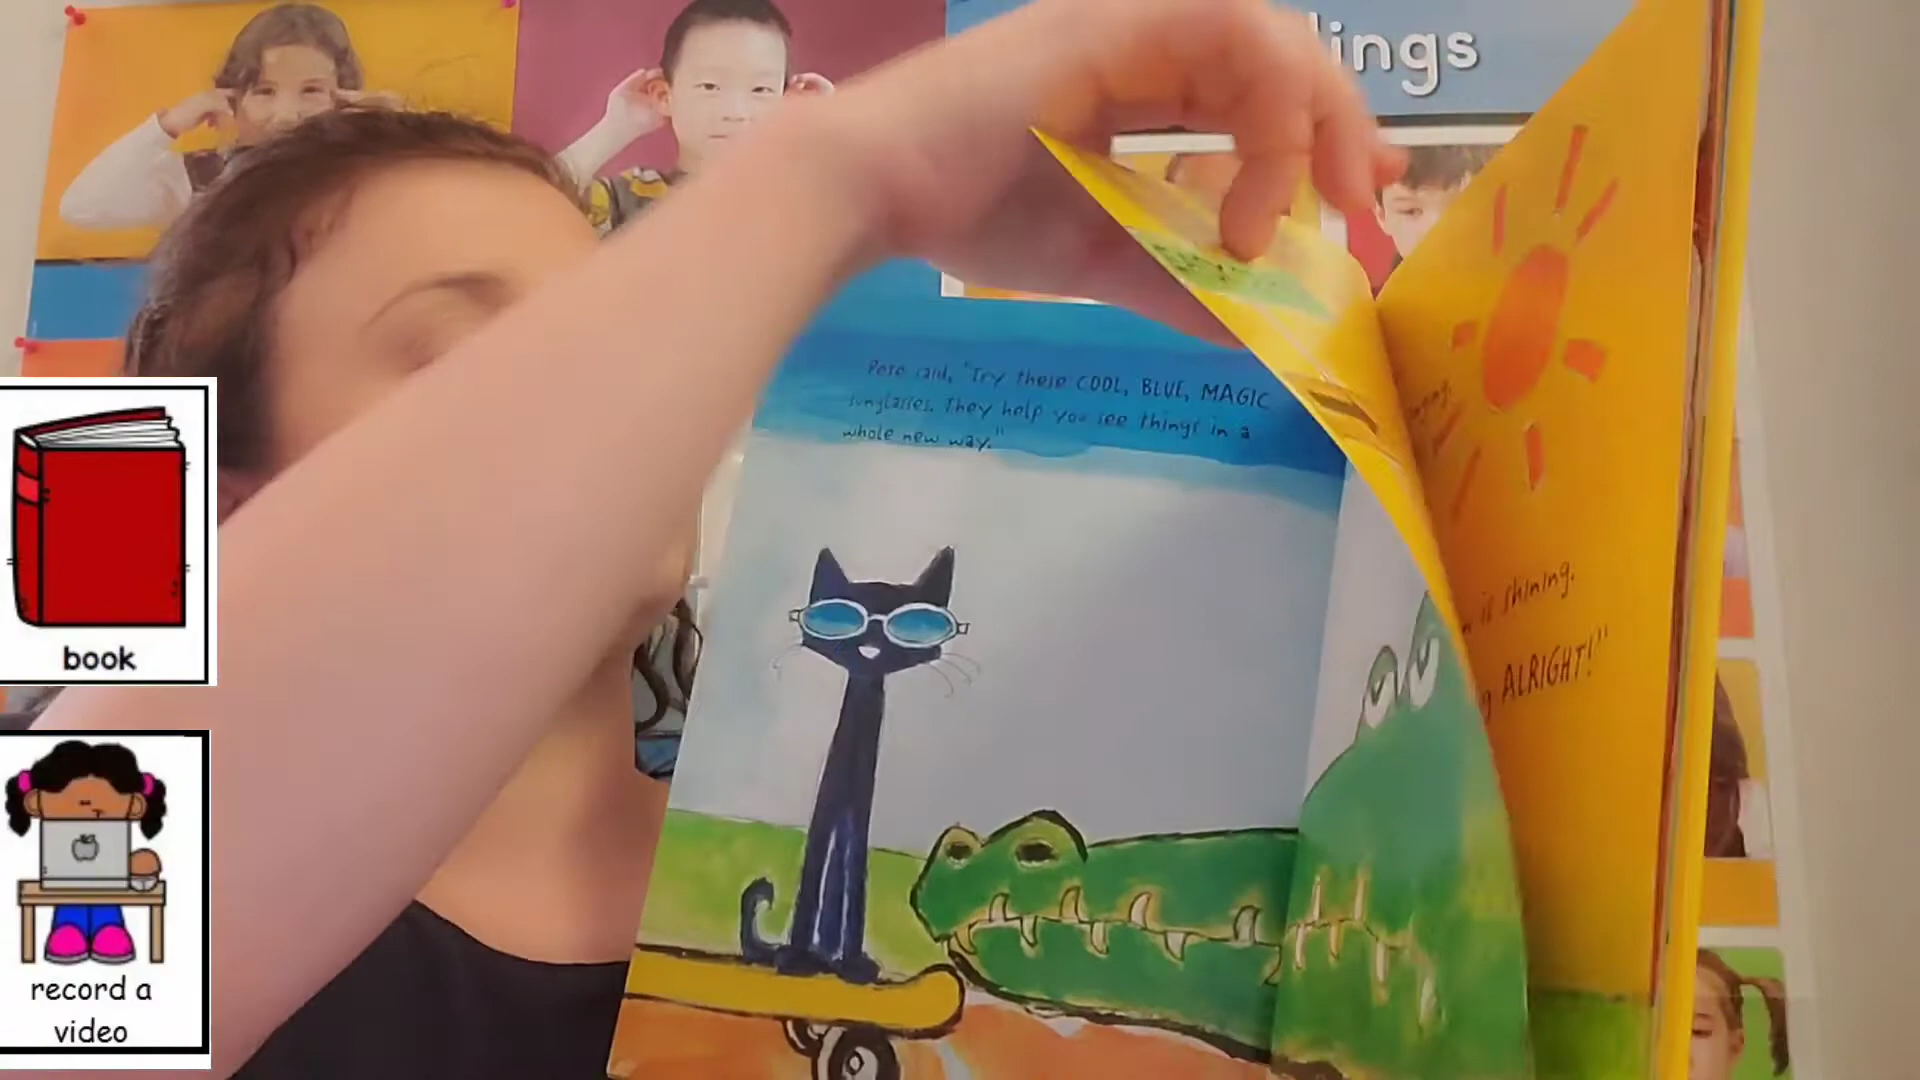 lings
Pete said, "Try these COOL, BLUE, MAGIC
sunglasses. They help you see things in a
whole new way."
is shining.
ALRIGHT!"
book
record a
video